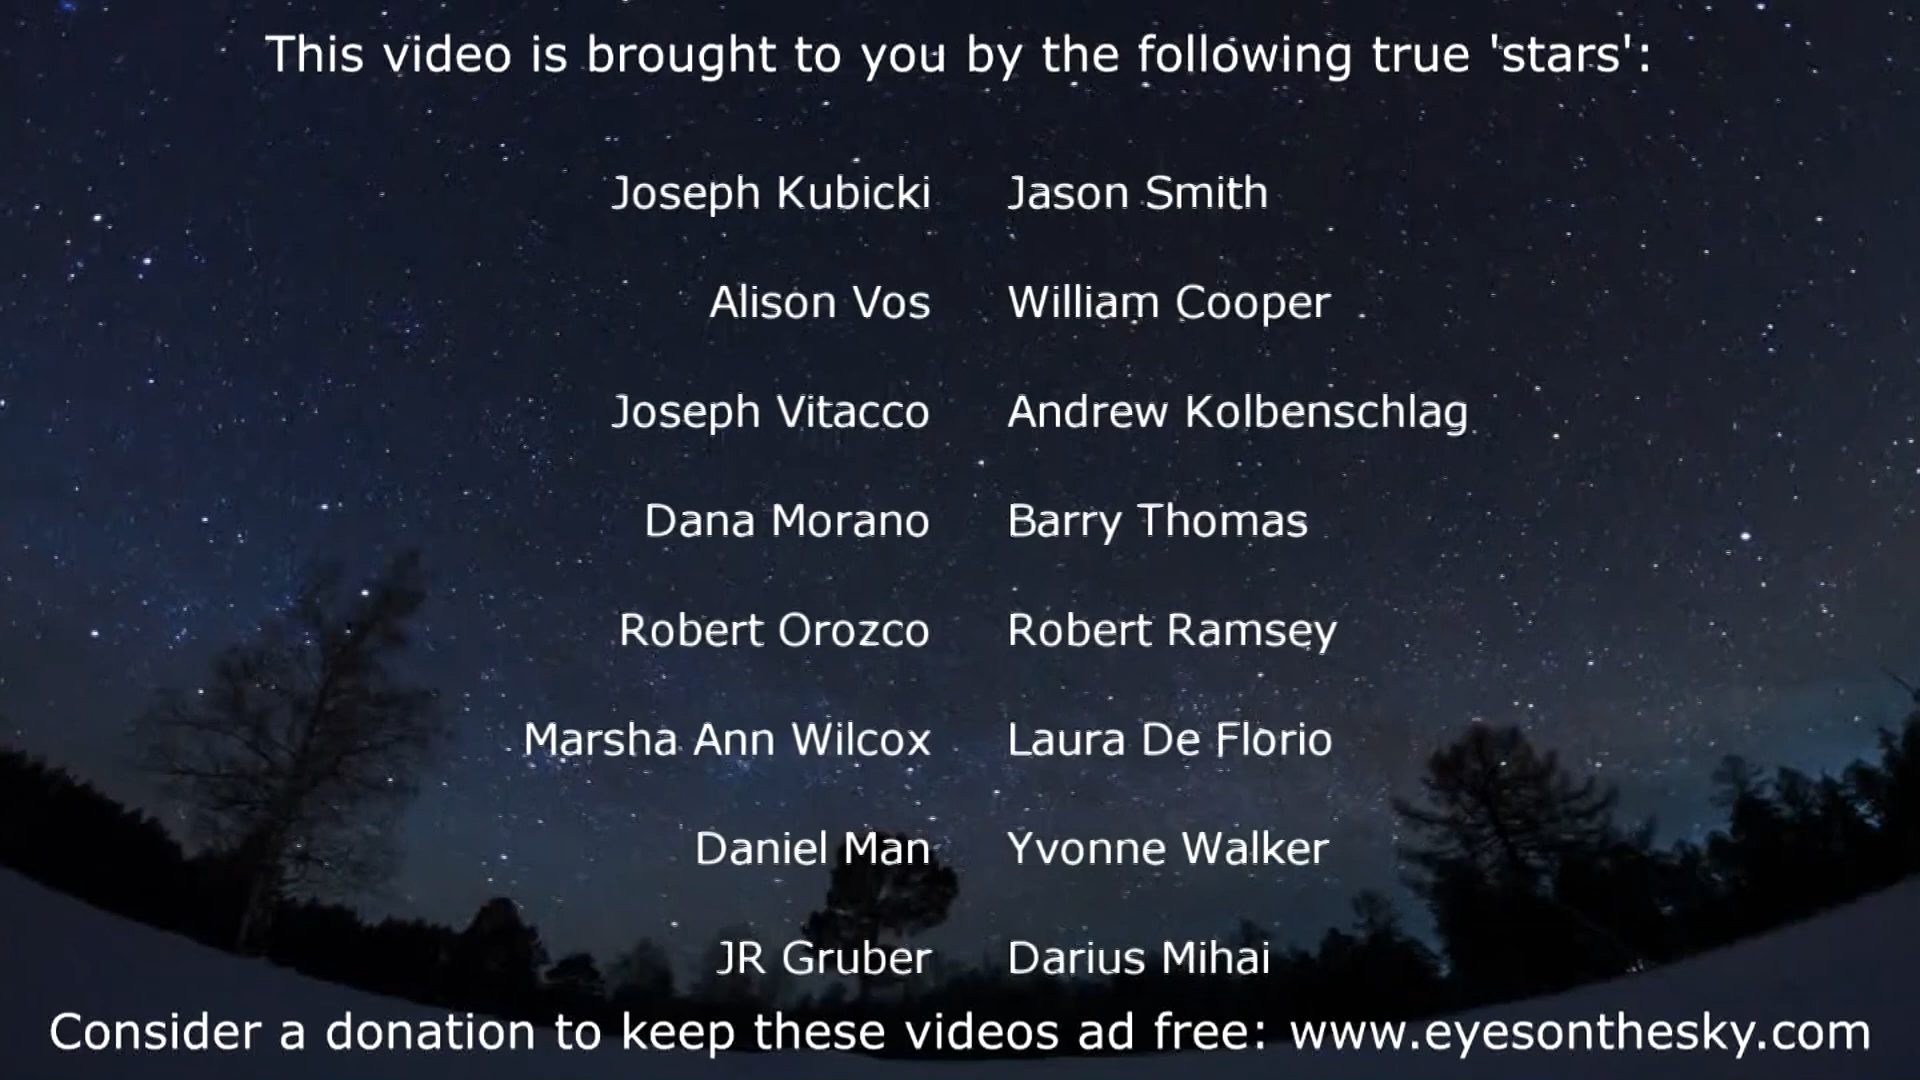 This video is brought to you by the following true 'stars':
Joseph Kubicki Jason Smith
Alison Vos William Cooper
Joseph Vitacco Andrew Kolbenschlag
Dana Morano Barry Thomas
Robert Orozco Robert Ramsey
Marsha Ann Wilcox Laura De Florio
Daniel Man Yvonne Walker
JR Gruber Darius Mihai
Consider a donation to keep these videos ad free: www.eyesonthesky.com